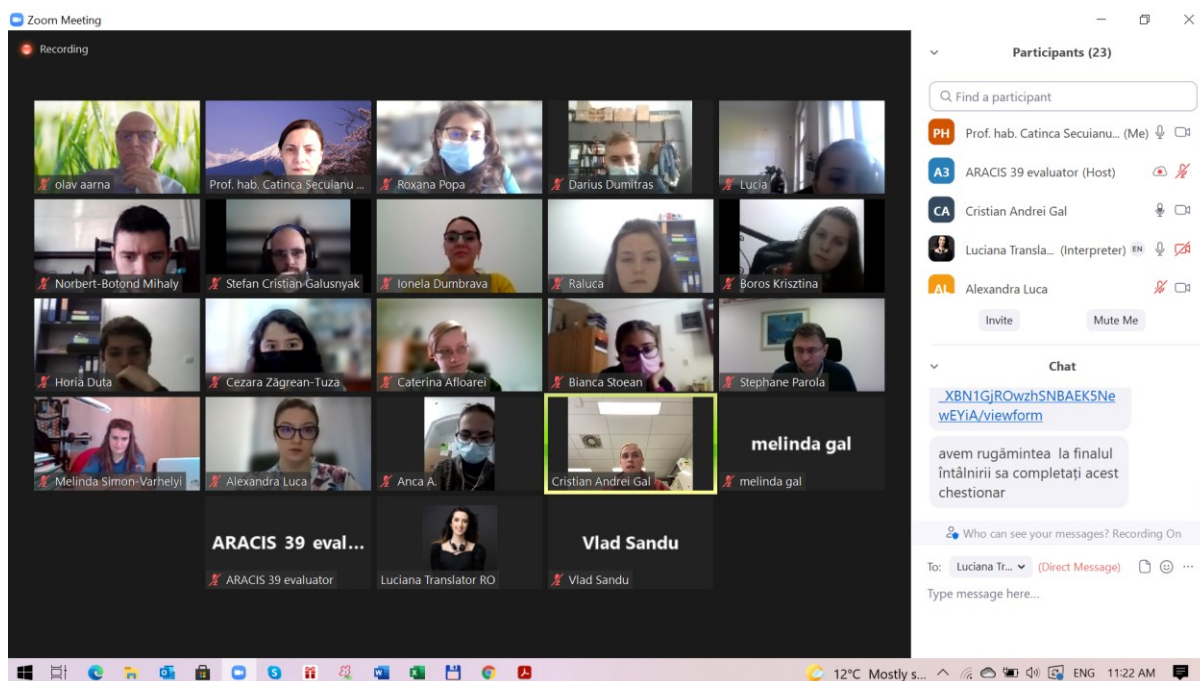 Zoom Meeting
Recording
Participants (23)
Find a participant
PH Prof. hab. Catinca Secuianu... (Me)
A3 ARACIS 39 evaluator (Host)
CA Cristian Andrei Gal
Luciana Transla... (Interpreter) EN
AL Alexandra Luca
Invite Mute Me
Chat
_XBN1GjROwzhSNBAEK5Ne
wEYiA/viewform
avem rugămintea la finalul
întâlnirii sa completați acest
chestionar
Who can see your messages? Recording On
To: Luciana Tr... (Direct Message)
Type message here...
olav aarna
Prof. hab. Catinca Secuianu ...
Roxana Popa
Darius Dumitras
Lucia
Norbert-Botond Mihaly
Stefan Cristian Galusnyak
Ionela Dumbrava
Raluca
Boros Krisztina
Horia Duta
Cezara Zăgrean-Tuza
Caterina Afloarei
Bianca Stoean
Stephane Parola
Melinda Simon-Varhelyi
Alexandra Luca
Anca A.
Cristian Andrei Gal
melinda gal
melinda gal
ARACIS 39 eval...
ARACIS 39 evaluator
Luciana Translator RO
Vlad Sandu
Vlad Sandu
12°C Mostly s... ENG 11:22 AM